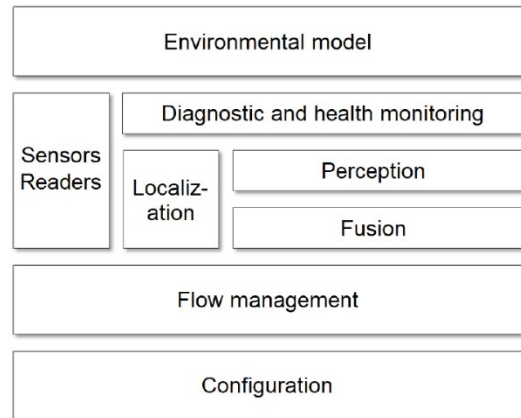 Environmental model
Diagnostic and health monitoring
Sensors
Readers
Localiz-
ation
Perception
Fusion
Flow management
Configuration